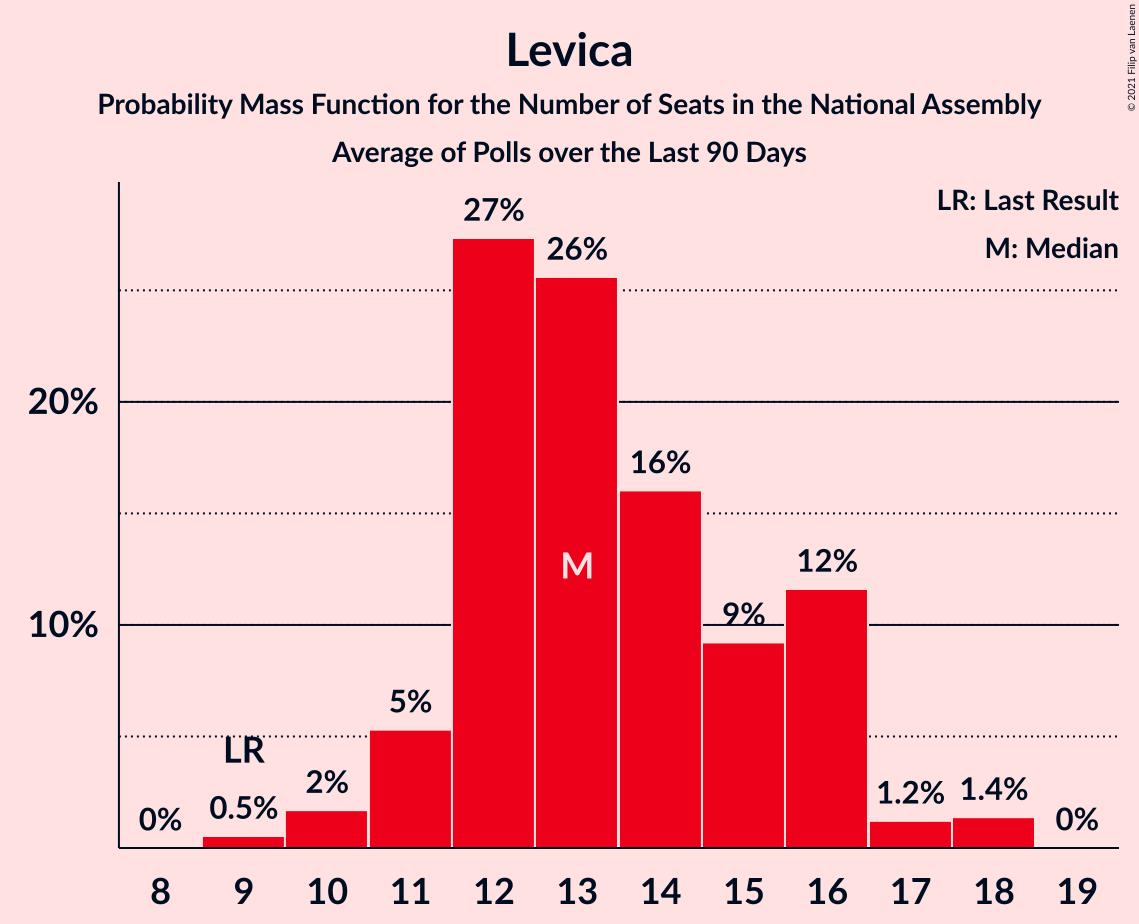 Levica
Probability Mass Function for the Number of Seats in the National Assembly
Average of Polls over the Last 90 Days
© 2021 Filip van Laenen
LR: Last Result
M: Median
27%
26%
20%
16%
M
12%
10%
9%
5%
LR
2%
0%
0.5%
1.2%
1.4%
0%
8 9 10 11 12 13 14 15 16 17 18 19